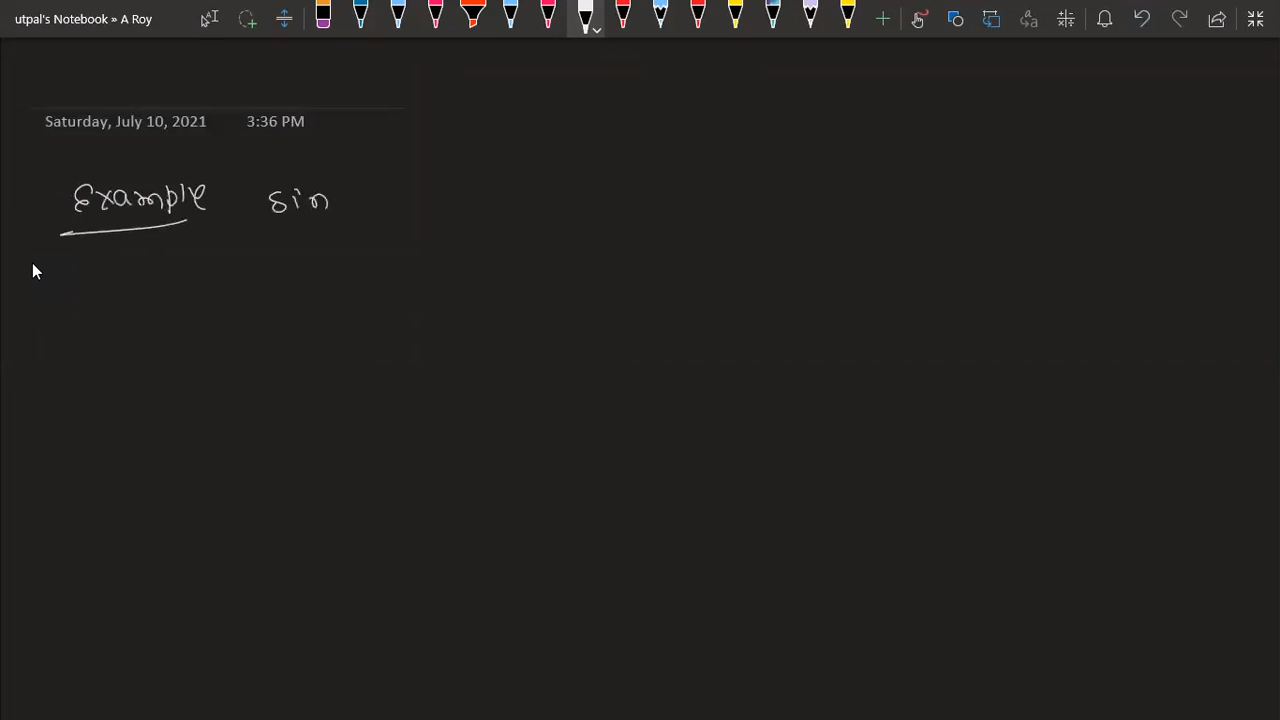 utpal's Notebook » A Roy
Saturday, July 10, 2021 3:36 PM
Example sin